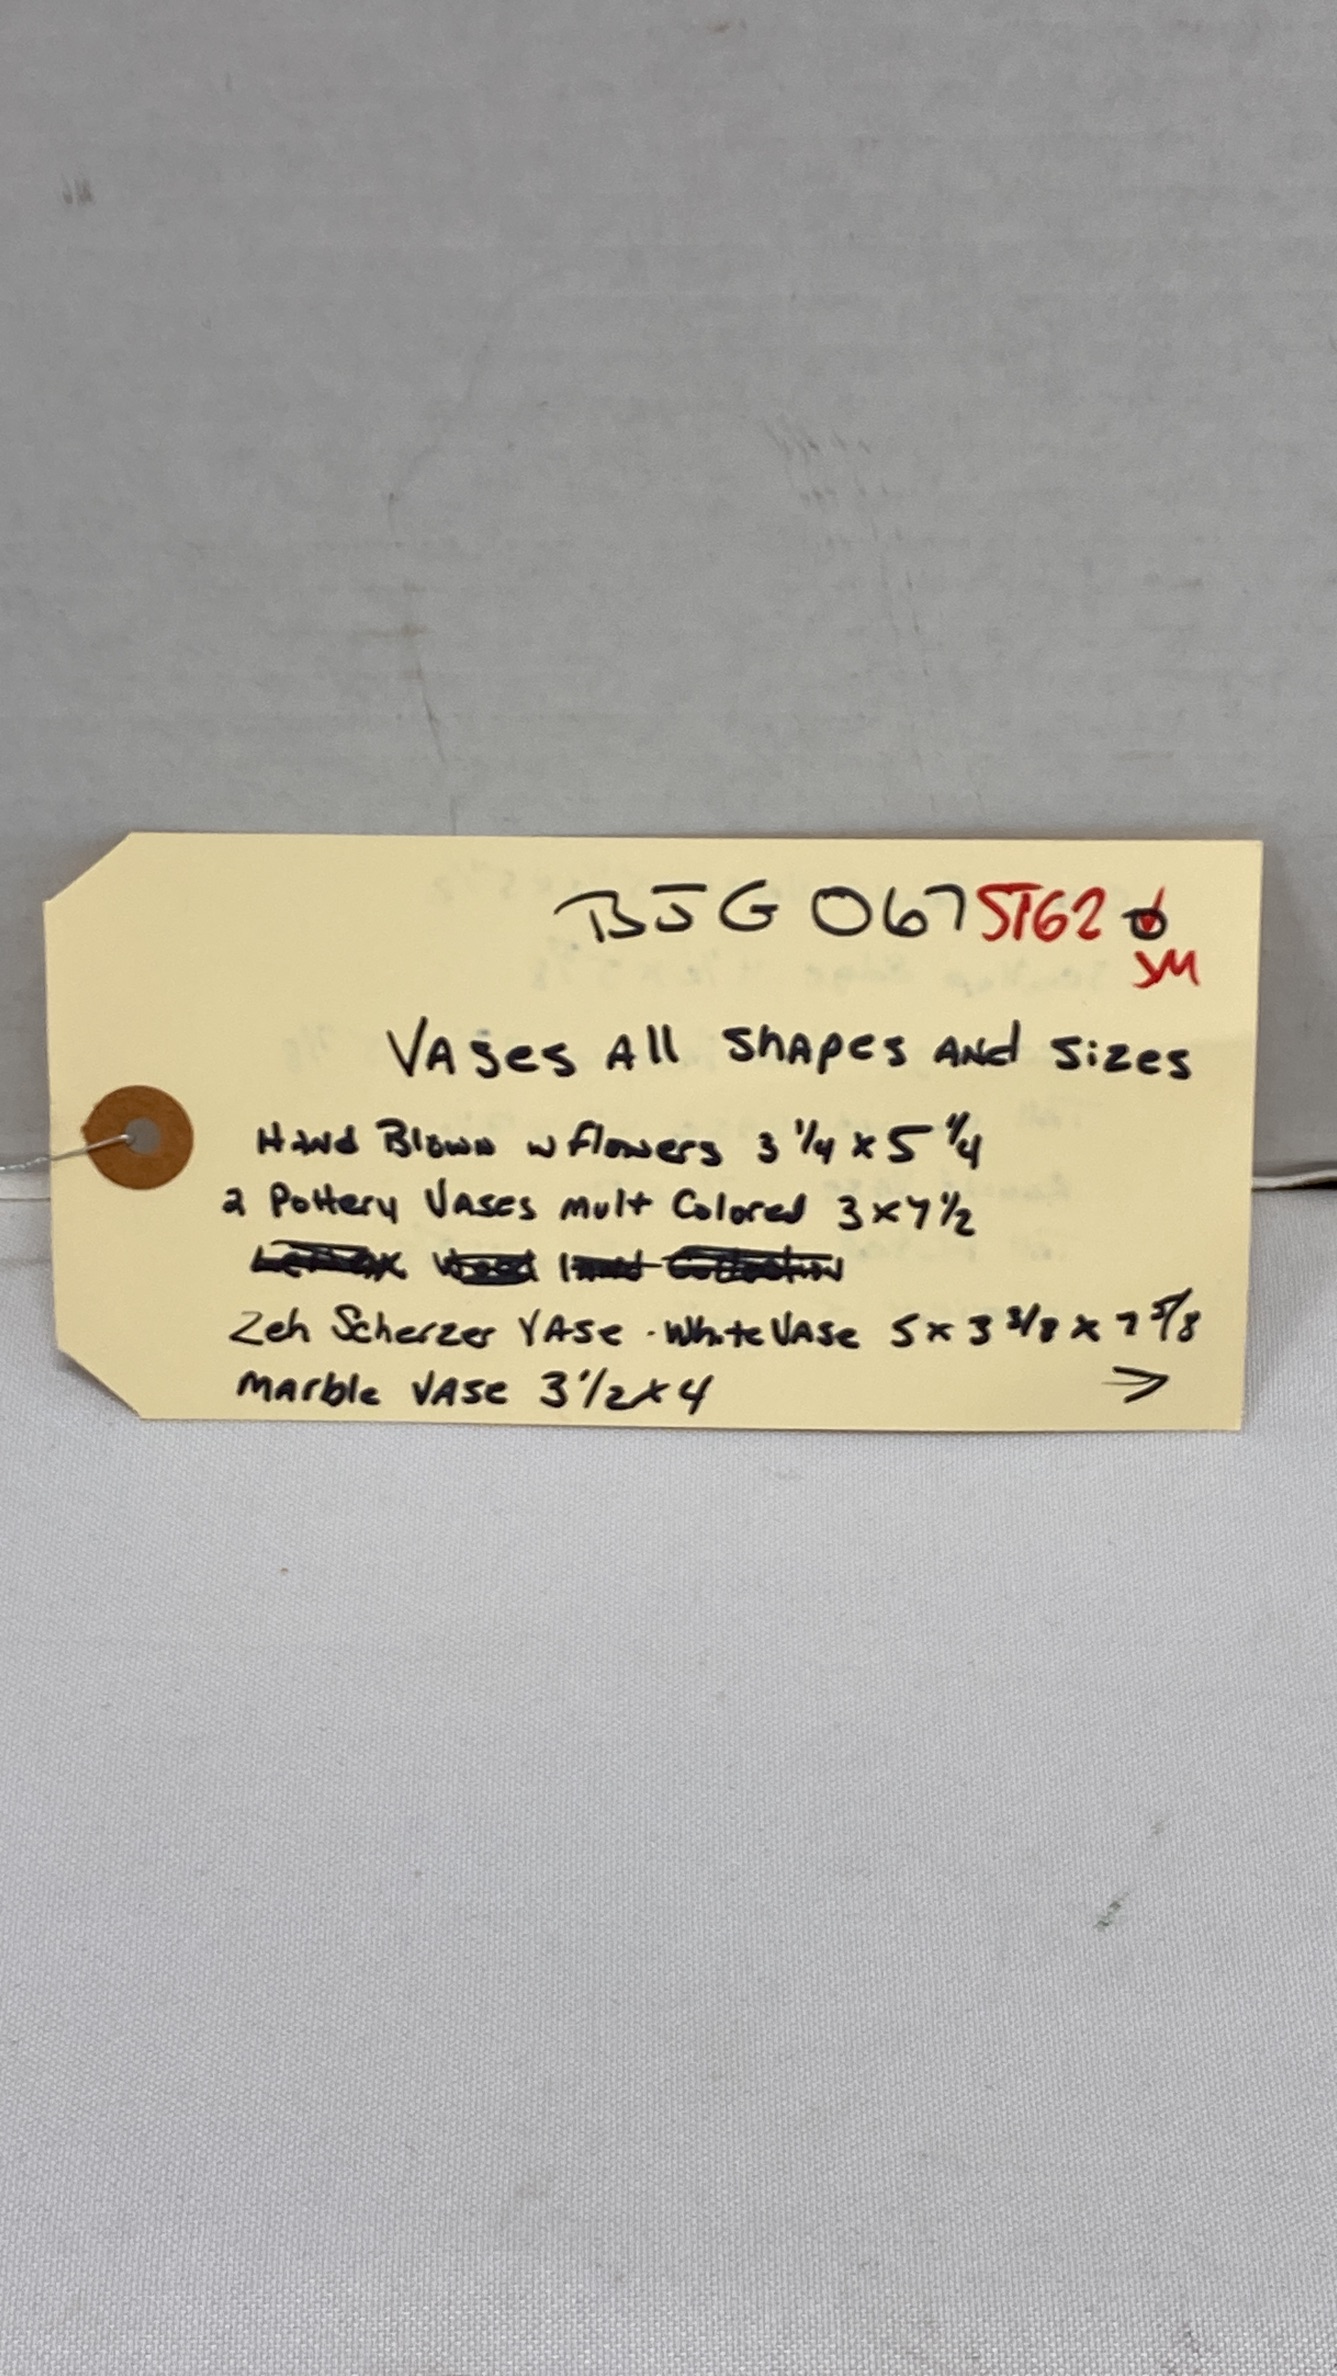 BJG 067 ST62
JM
VAses All shApes ANd sizes
HANd Blown w flowers 3 1/4 x 5 1/4
2 Pottery VAses mult Colored 3 x 7 1/2
Zeh Scherzer VAse - White VAse 5 x 3 3/8 x 7 5/8
MArble VAse 3 1/2 x 4